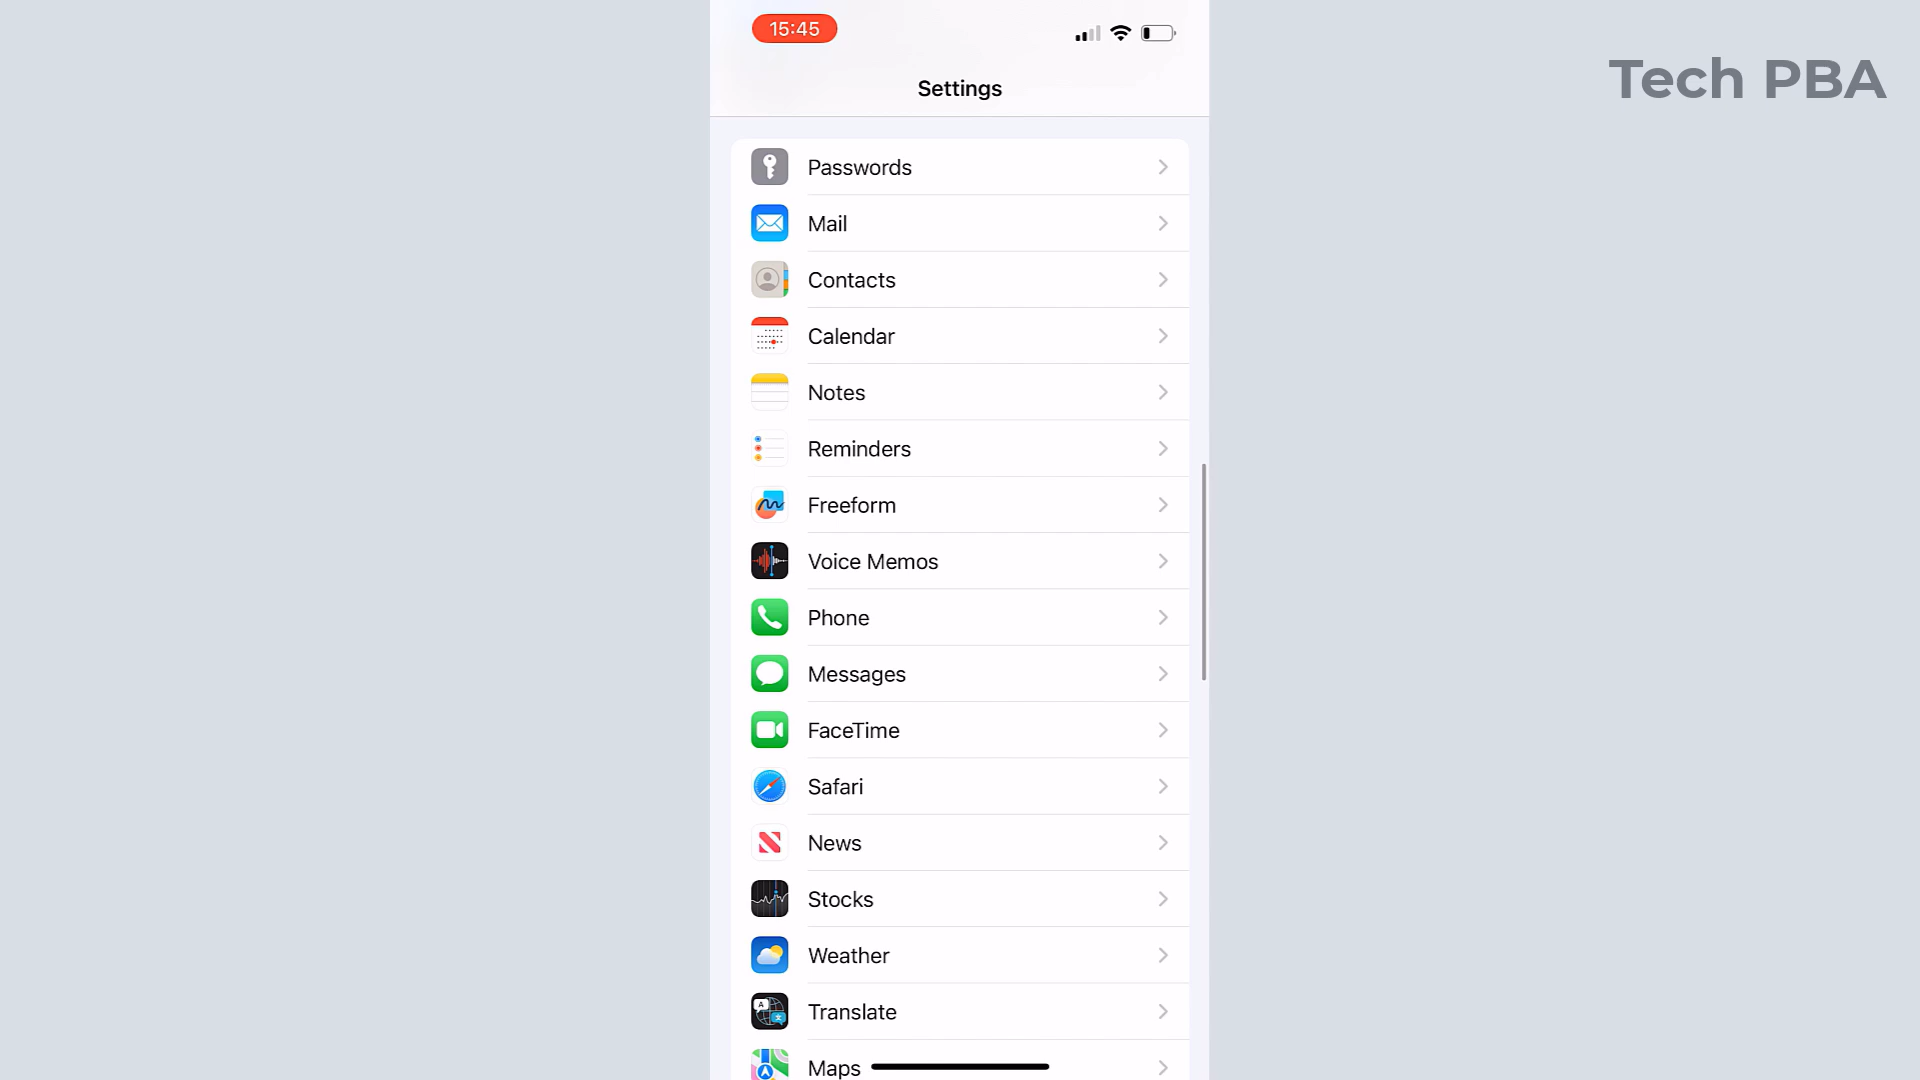 15:45
Tech PBA
Settings
Passwords
Mail
Contacts
Calendar
Notes
Reminders
Freeform
Voice Memos
Phone
Messages
FaceTime
Safari
News
Stocks
Weather
Translate
Maps